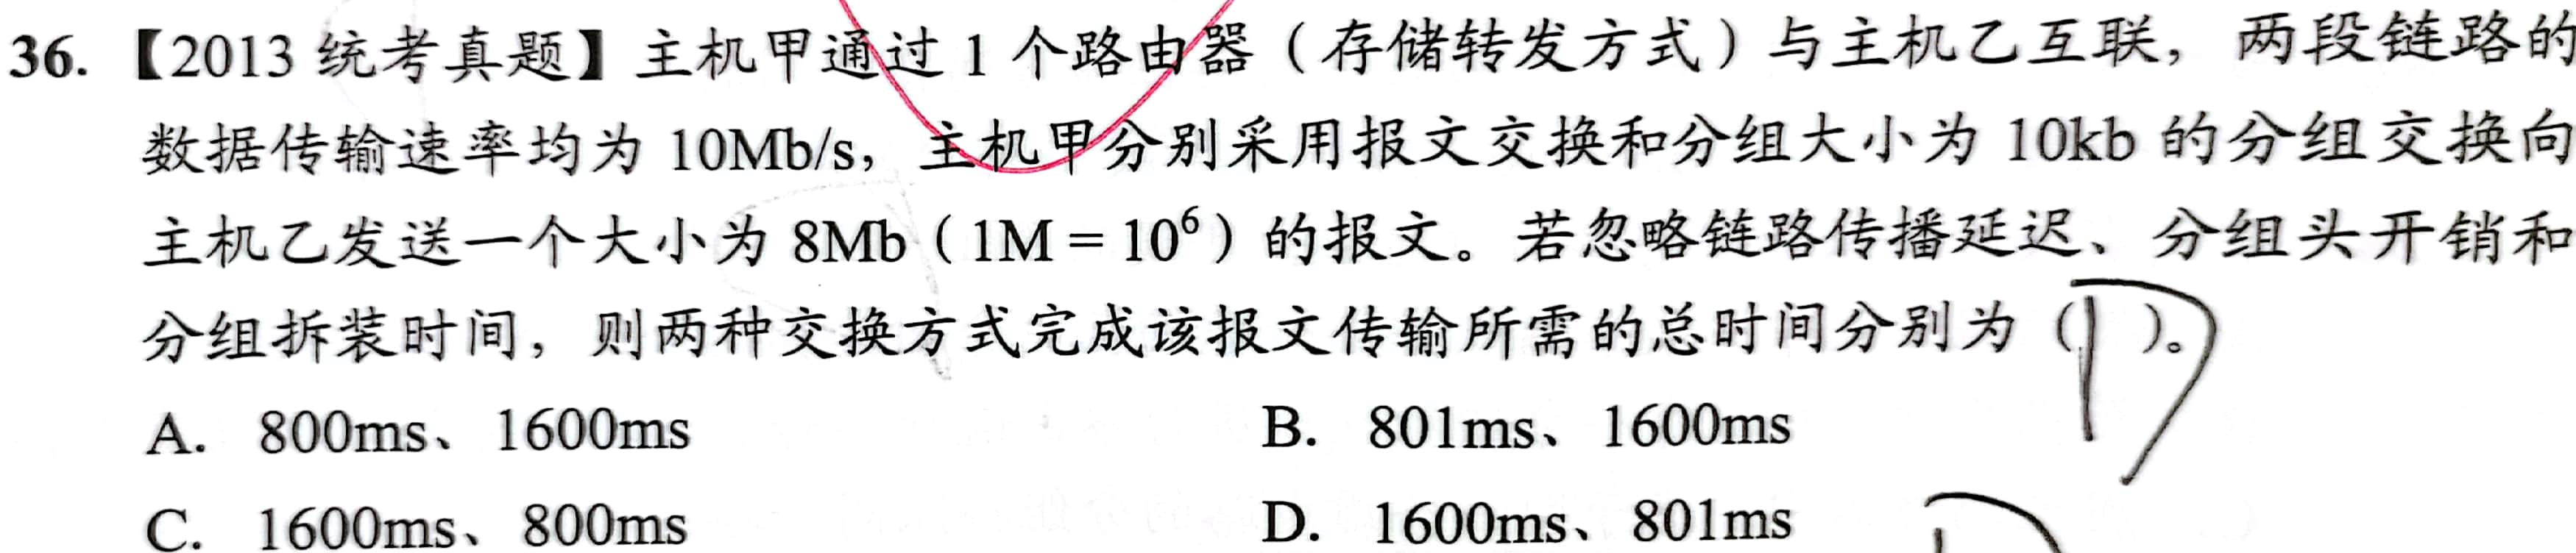 36. 【2013 统考真题】主机甲通过 1 个路由器（存储转发方式）与主机乙互联，两段链路的
数据传输速率均为 10Mb/s，主机甲分别采用报文交换和分组大小为 10kb 的分组交换向
主机乙发送一个大小为 8Mb（1M = 10⁶）的报文。若忽略链路传播延迟、分组头开销和
分组拆装时间，则两种交换方式完成该报文传输所需的总时间分别为（ ）。
D
A. 800ms、1600ms B. 801ms、1600ms
C. 1600ms、800ms D. 1600ms、801ms